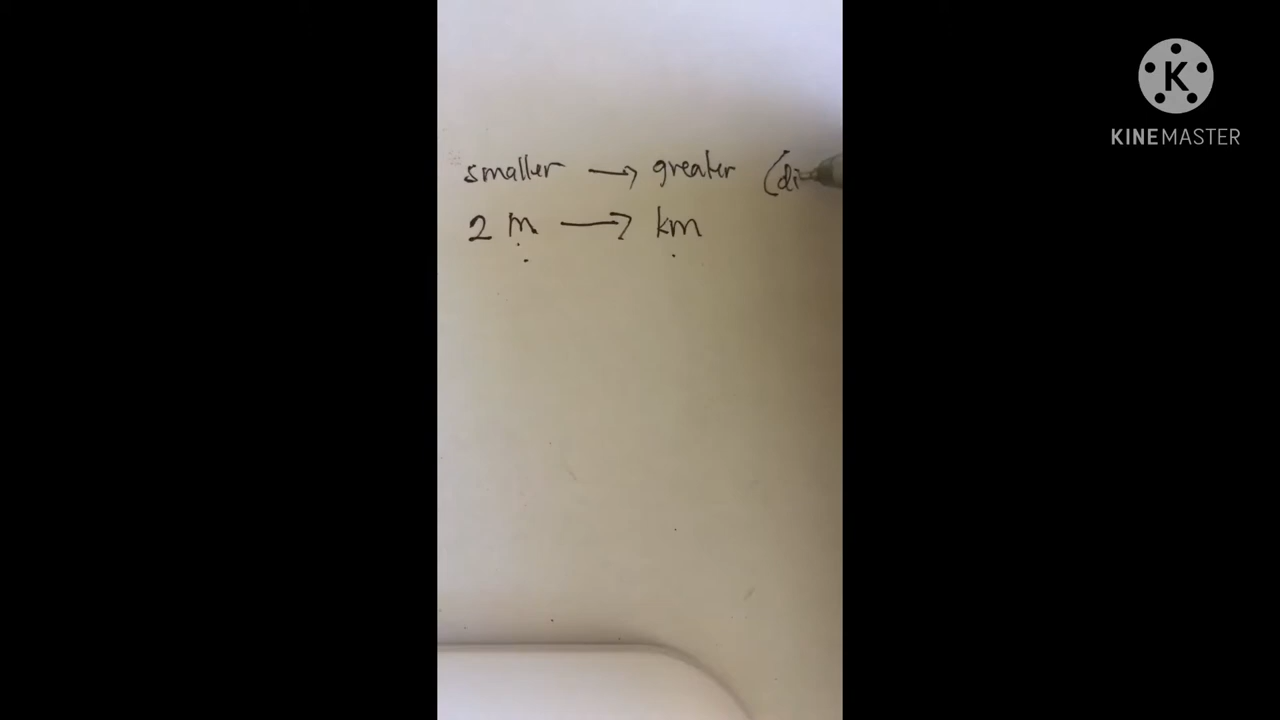 smaller → greater (di
2 m → km
KINEMASTER